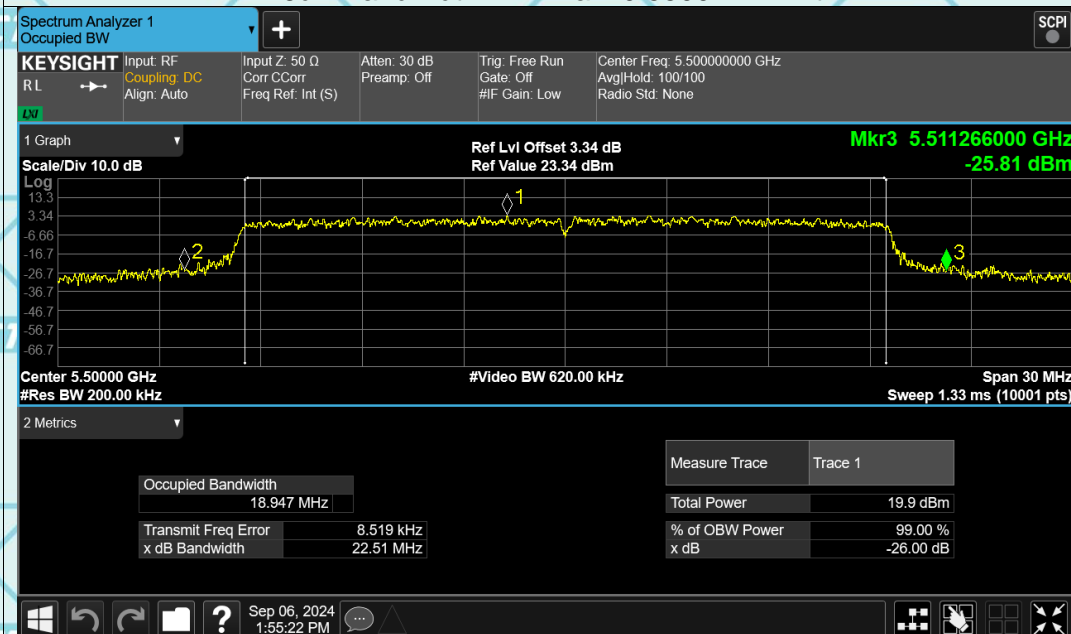 Spectrum Analyzer 1
Occupied BW
+
SCPI
KEYSIGHT
RL
LXI
Input: RF
Coupling: DC
Align: Auto
Input Z: 50 Ω
Corr CCorr
Freq Ref: Int (S)
Atten: 30 dB
Preamp: Off
Trig: Free Run
Gate: Off
#IF Gain: Low
Center Freq: 5.500000000 GHz
Avg|Hold: 100/100
Radio Std: None
1 Graph
Scale/Div 10.0 dB
Ref Lvl Offset 3.34 dB
Ref Value 23.34 dBm
Mkr3 5.511266000 GHz
-25.81 dBm
Log
13.3
3.34
-6.66
-16.7
-26.7
-36.7
-46.7
-56.7
-66.7
1
2
3
Center 5.50000 GHz
#Video BW 620.00 kHz
Span 30 MHz
#Res BW 200.00 kHz
Sweep 1.33 ms (10001 pts)
2 Metrics
Occupied Bandwidth
18.947 MHz
Transmit Freq Error 8.519 kHz
x dB Bandwidth 22.51 MHz
Measure Trace Trace 1
Total Power 19.9 dBm
% of OBW Power 99.00 %
x dB -26.00 dB
?
Sep 06, 2024
1:55:22 PM